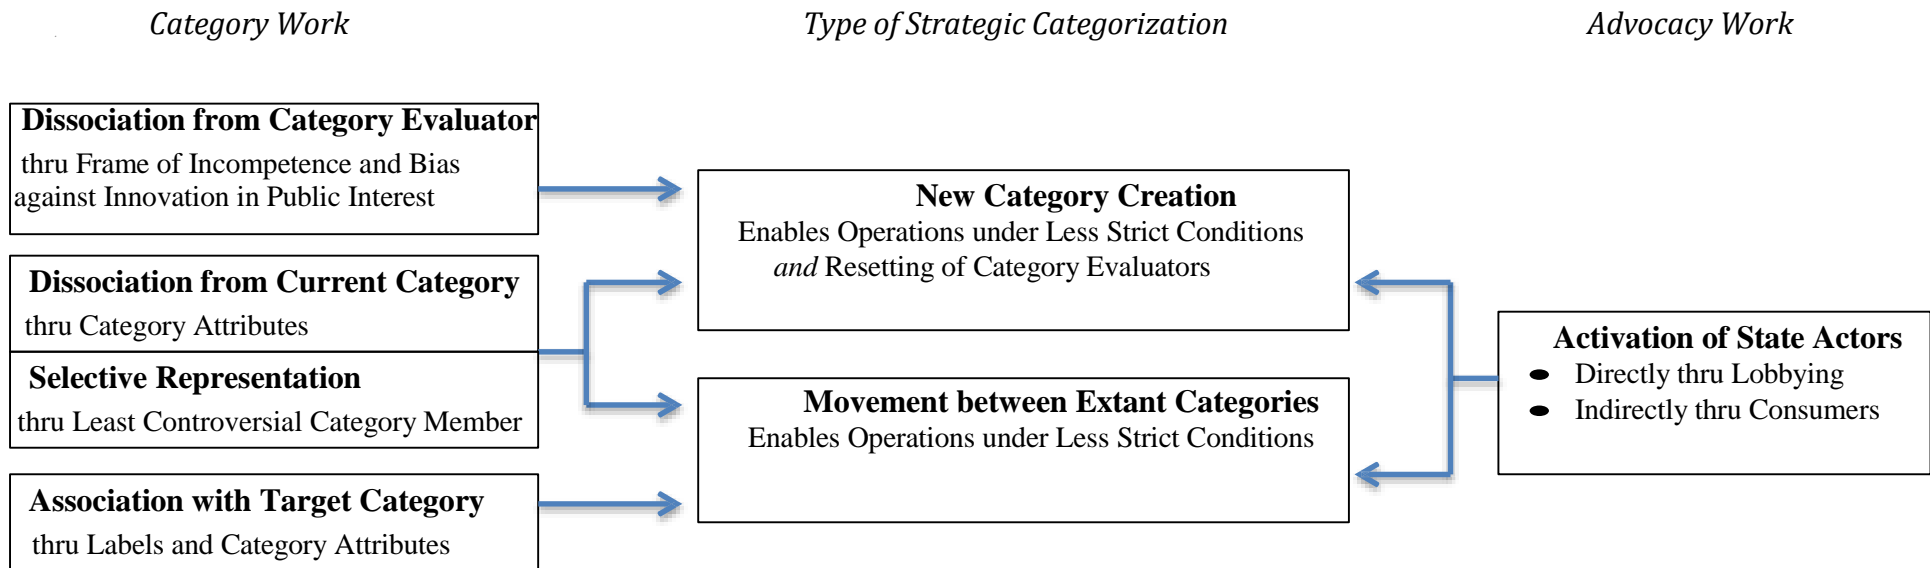 Category Work
Type of Strategic Categorization
Advocacy Work
Dissociation from Category Evaluator
thru Frame of Incompetence and Bias
against Innovation in Public Interest
Dissociation from Current Category
thru Category Attributes
Selective Representation
thru Least Controversial Category Member
Association with Target Category
thru Labels and Category Attributes
New Category Creation
Enables Operations under Less Strict Conditions
and Resetting of Category Evaluators
Movement between Extant Categories
Enables Operations under Less Strict Conditions
Activation of State Actors
● Directly thru Lobbying
● Indirectly thru Consumers